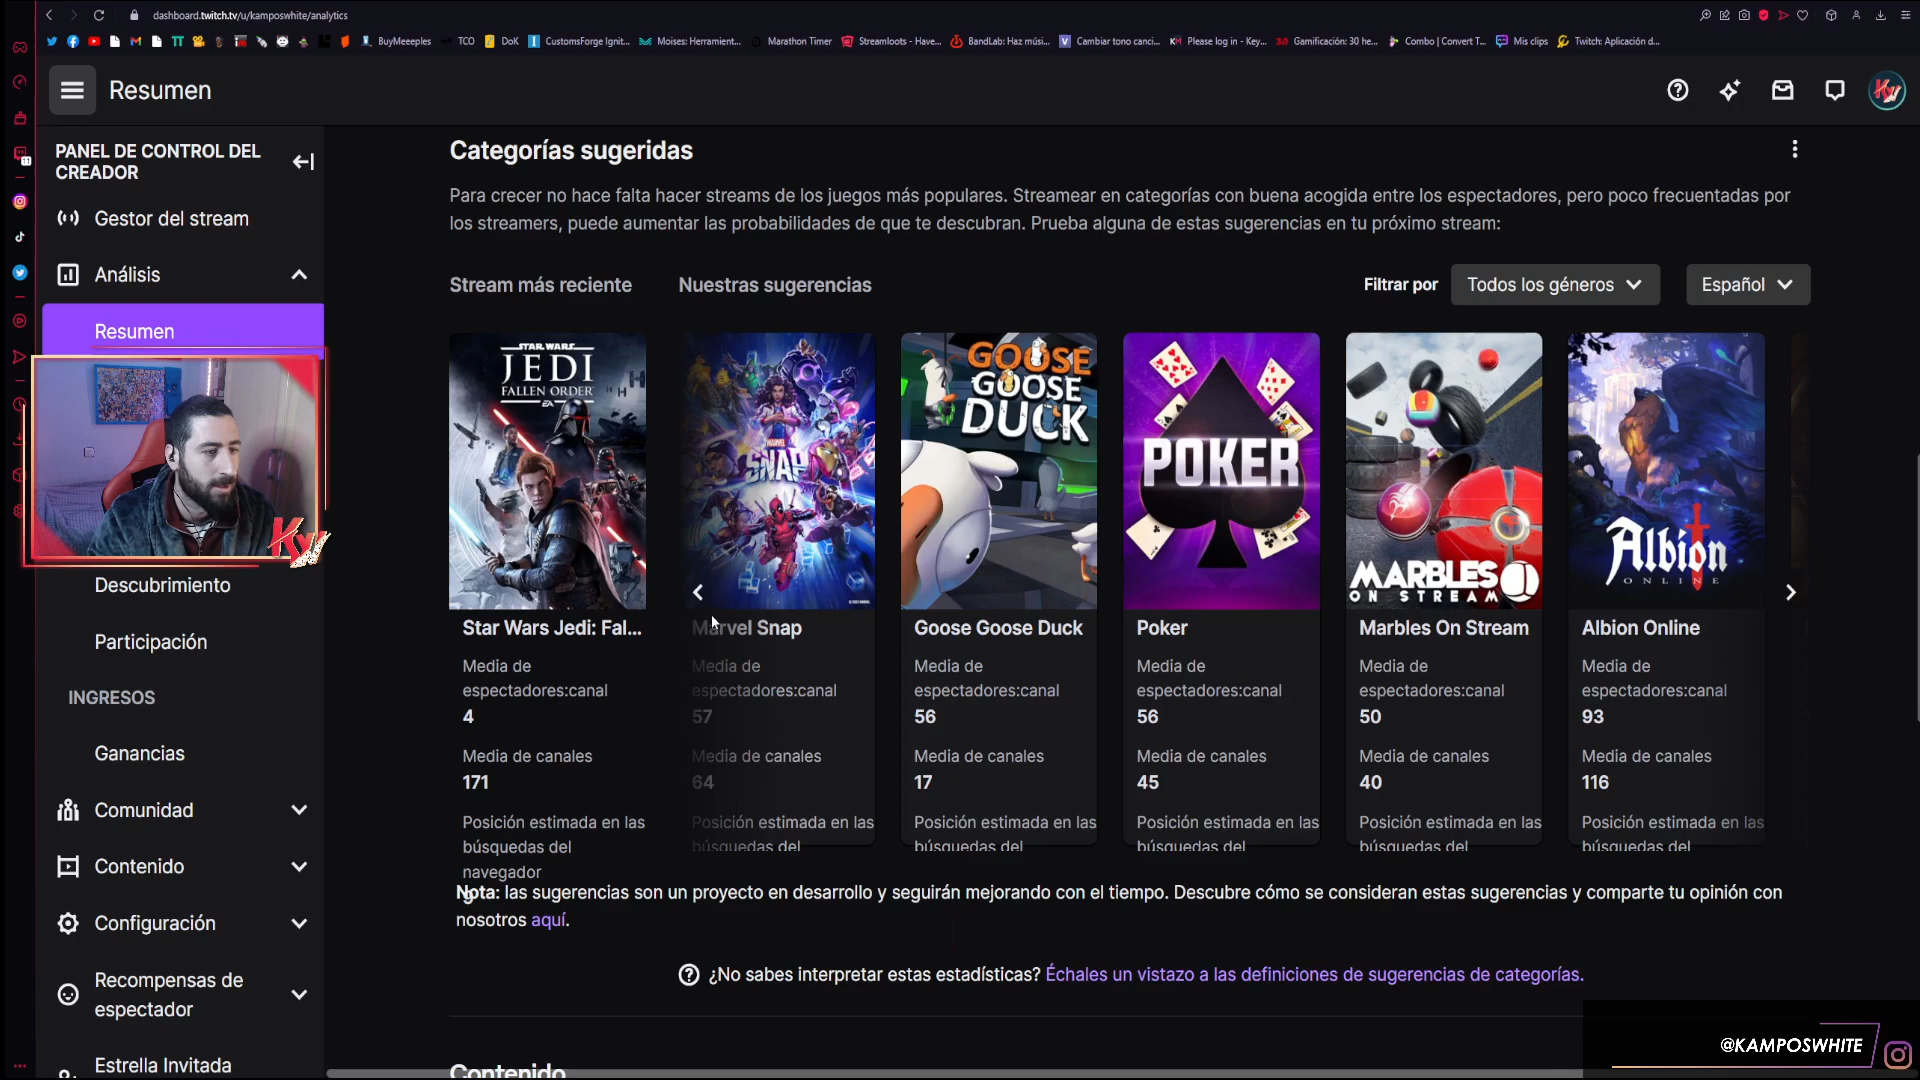 dashboard.twitch.tv/u/kamposwhite/analytics
BuyMeeeples
TCO
DoK
CustomsForge Ignit...
Moises: Herramient...
Marathon Timer
Streamloots - Have...
BandLab: Haz músi...
Cambiar tono canci...
Please log in - Key...
Gamificación: 30 he...
Combo | Convert T...
Mis clips
Twitch: Aplicación d...
Resumen
PANEL DE CONTROL DEL
CREADOR
Gestor del stream
Análisis
Resumen
Descubrimiento
Participación
INGRESOS
Ganancias
Comunidad
Contenido
Configuración
Recompensas de
espectador
Estrella Invitada
Categorías sugeridas
Para crecer no hace falta hacer streams de los juegos más populares. Streamear en categorías con buena acogida entre los espectadores, pero poco frecuentadas por
los streamers, puede aumentar las probabilidades de que te descubran. Prueba alguna de estas sugerencias en tu próximo stream:
Stream más reciente
Nuestras sugerencias
Filtrar por
Todos los géneros
Español
STAR WARS
JEDI
FALLEN ORDER
EA
Star Wars Jedi: Fal...
Media de
espectadores:canal
4
Media de canales
171
Posición estimada en las
búsquedas del
navegador
MARVEL
SNAP
Marvel Snap
Media de
espectadores:canal
57
Media de canales
64
Posición estimada en las
búsquedas del
GOOSE
GOOSE
DUCK
Goose Goose Duck
Media de
espectadores:canal
56
Media de canales
17
Posición estimada en las
búsquedas del
POKER
Poker
Media de
espectadores:canal
56
Media de canales
45
Posición estimada en las
búsquedas del
MARBLES
ON STREAM
Marbles On Stream
Media de
espectadores:canal
50
Media de canales
40
Posición estimada en las
búsquedas del
Albion
ONLINE
Albion Online
Media de
espectadores:canal
93
Media de canales
116
Posición estimada en las
búsquedas del
Nota: las sugerencias son un proyecto en desarrollo y seguirán mejorando con el tiempo. Descubre cómo se consideran estas sugerencias y comparte tu opinión con
nosotros aquí.
¿No sabes interpretar estas estadísticas? Échales un vistazo a las definiciones de sugerencias de categorías.
Contenido
KW
@KAMPOSWHITE